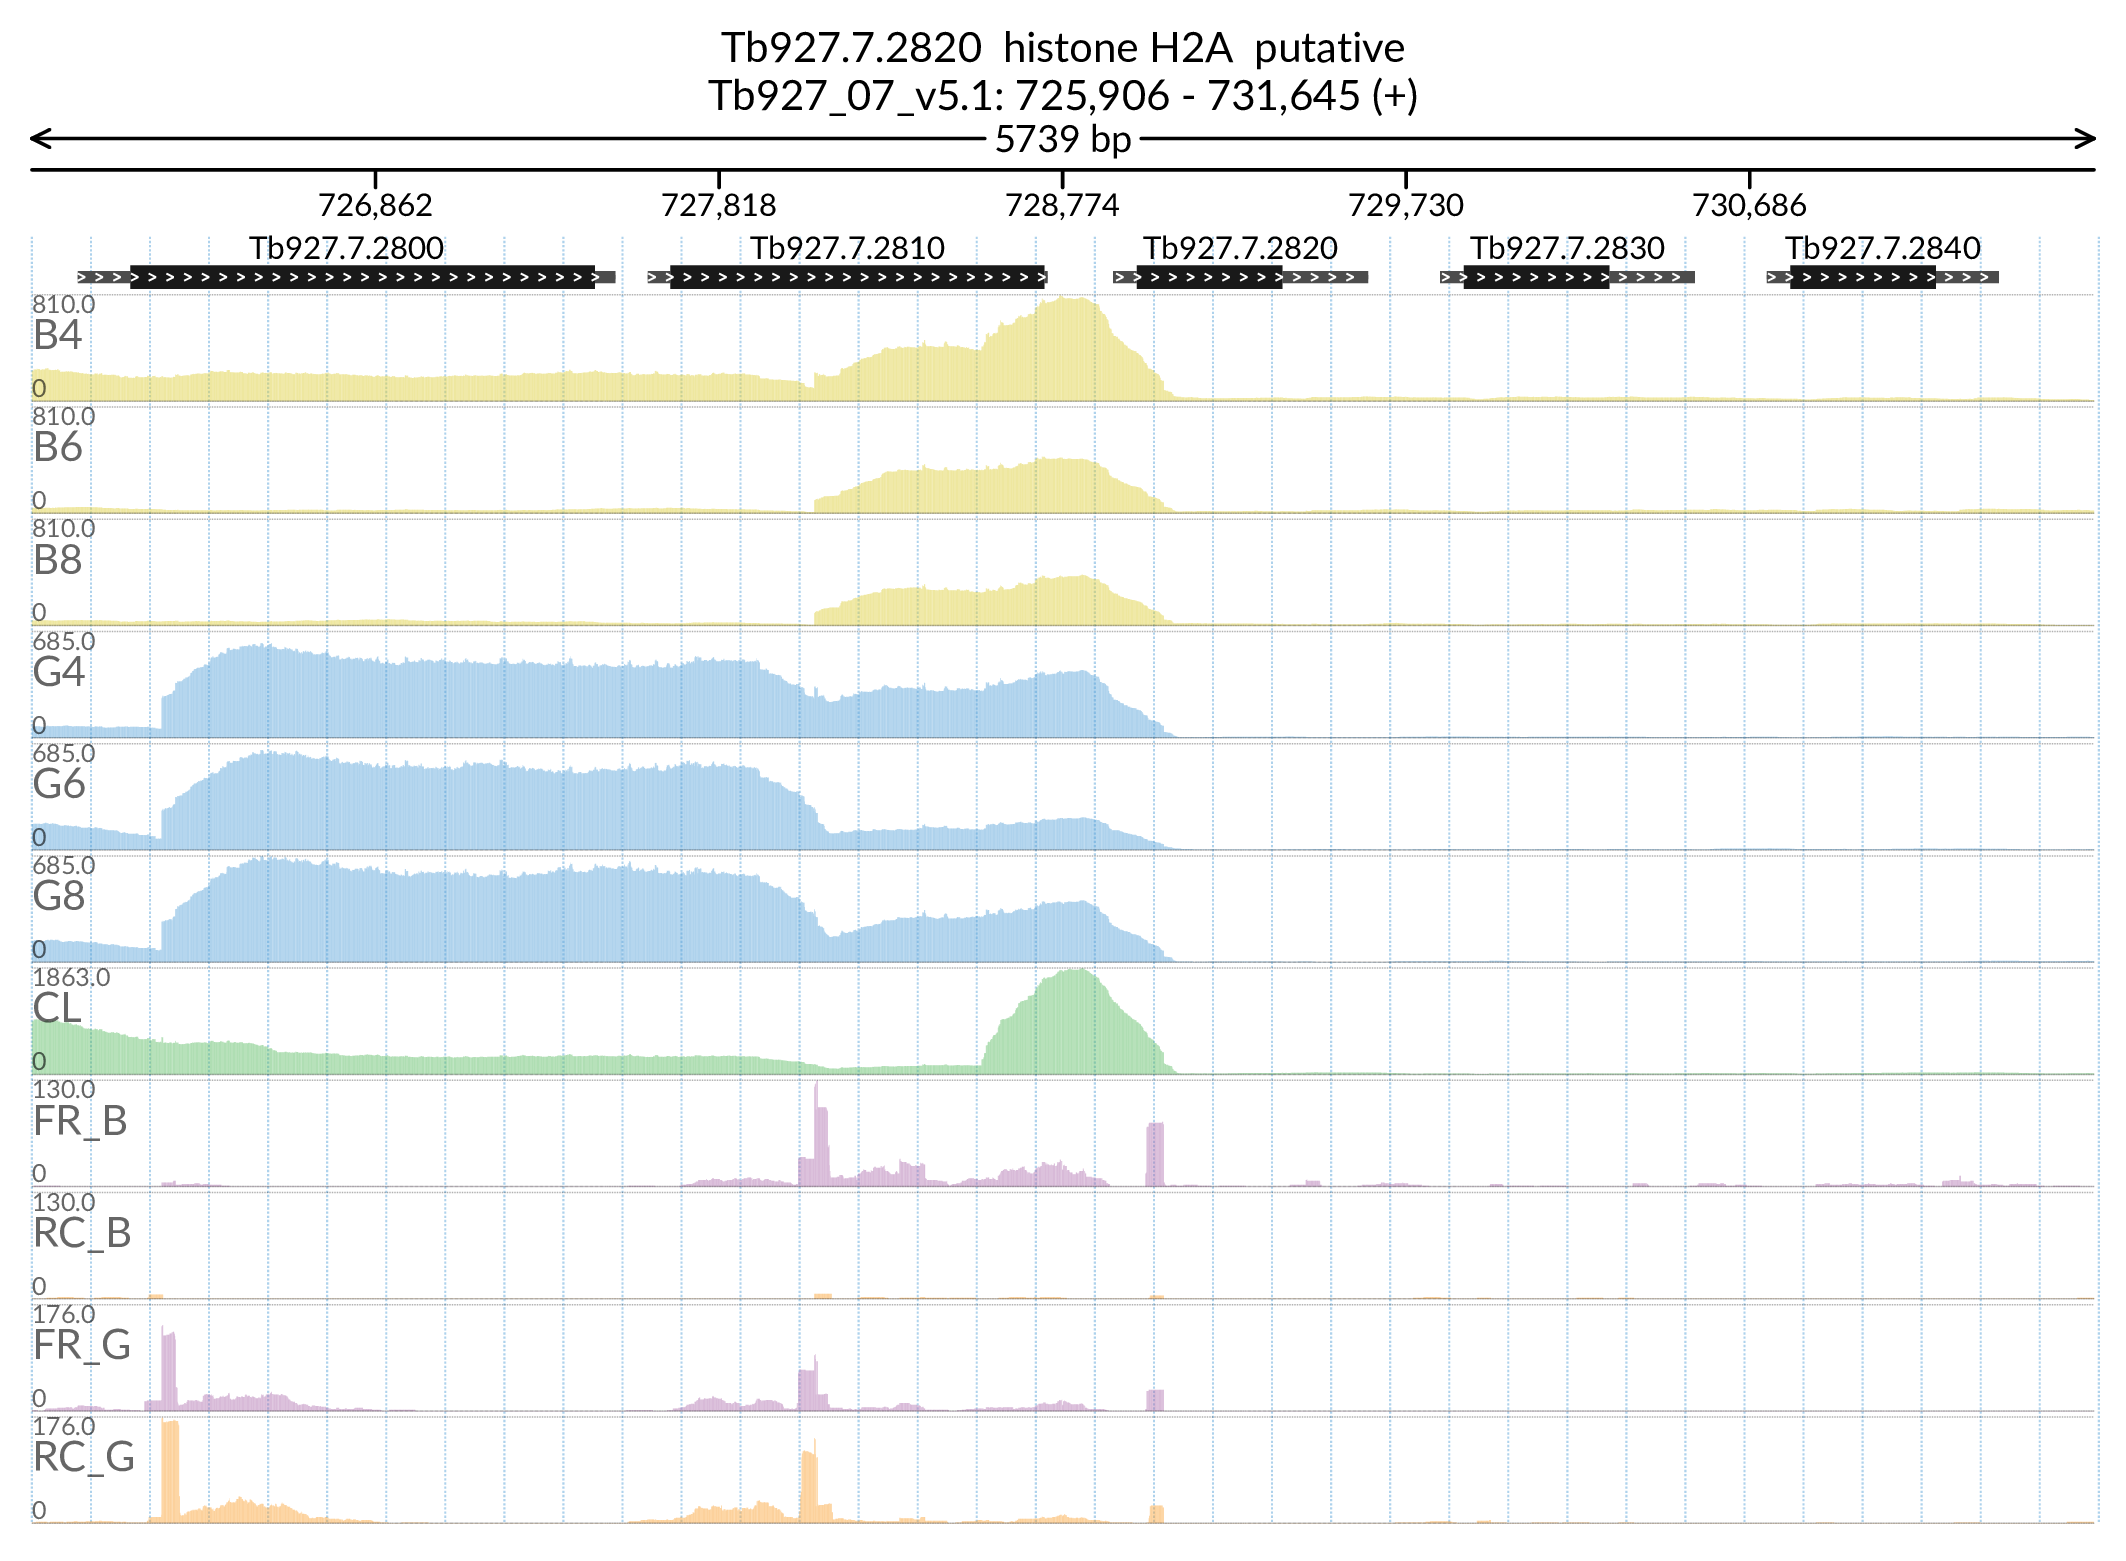 Tb927.7.2820 histone H2A putative
Tb927_07_v5.1: 725,906 - 731,645 (+)
5739 bp
726,862 727,818 728,774 729,730 730,686
Tb927.7.2800 Tb927.7.2810 Tb927.7.2820 Tb927.7.2830 Tb927.7.2840
810.0
B4
0
810.0
B6
0
810.0
B8
0
685.0
G4
0
685.0
G6
0
685.0
G8
0
1863.0
CL
0
130.0
FR_B
0
130.0
RC_B
0
176.0
FR_G
0
176.0
RC_G
0